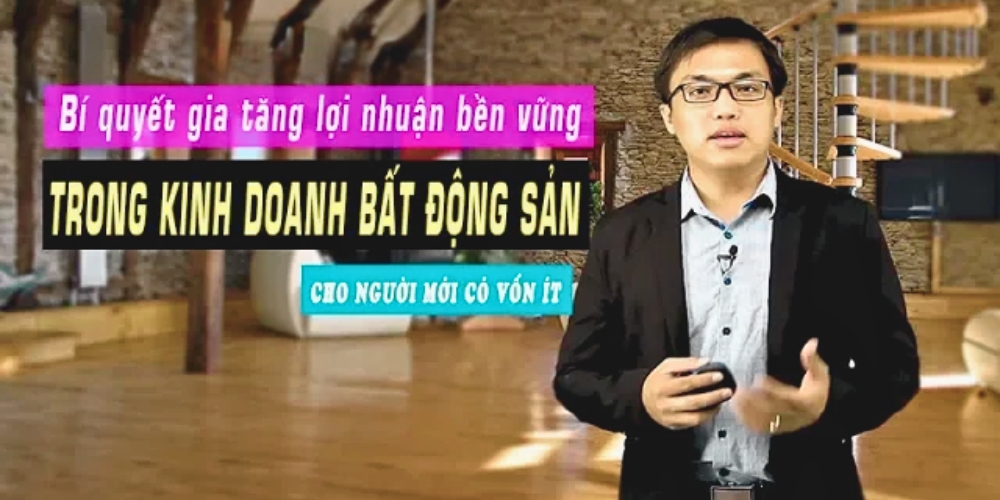 Bí quyết gia tăng lợi nhuận bền vững
TRONG KINH DOANH BẤT ĐỘNG SẢN
CHO NGƯỜI MỚI CÓ VỐN ÍT